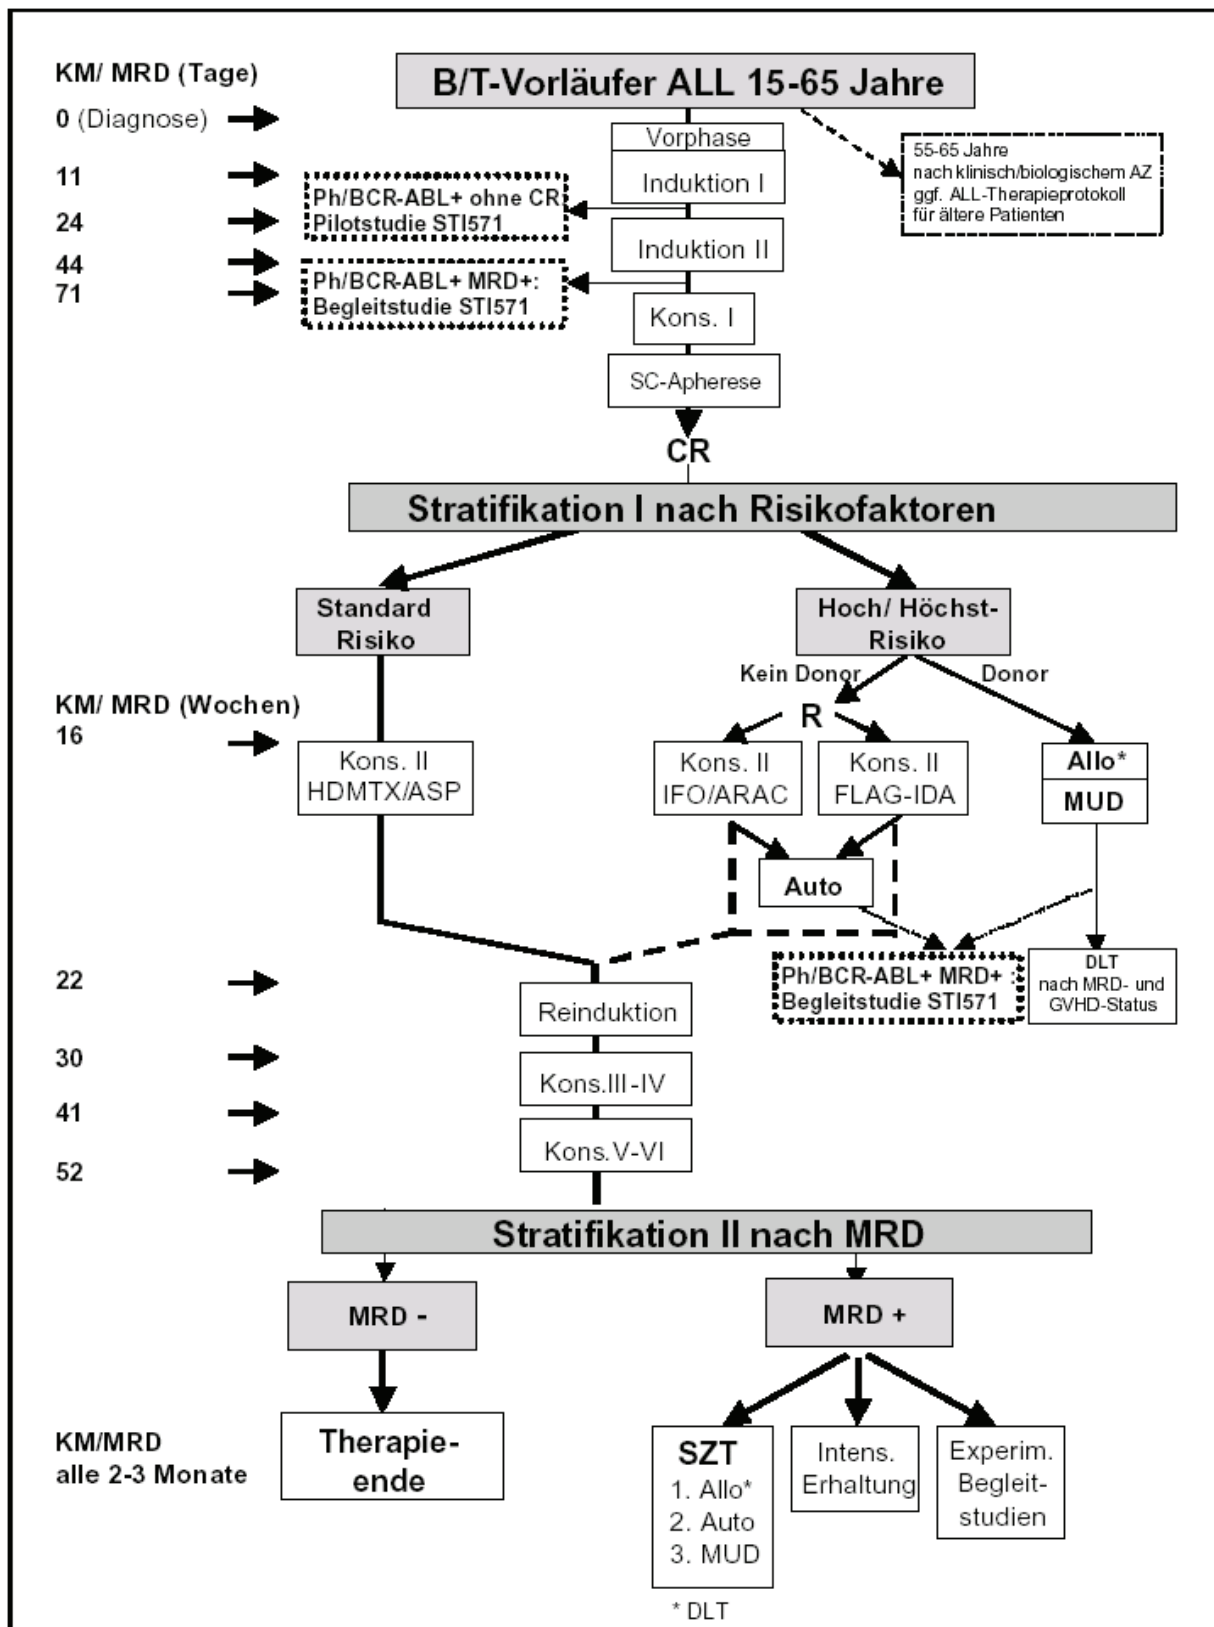 KM/ MRD (Tage)
B/T-Vorläufer ALL 15-65 Jahre
0 (Diagnose)
Vorphase
55-65 Jahre
nach klinisch/biologischem AZ
ggf. ALL-Therapieprotokoll
für ältere Patienten
11
Induktion I
Ph/BCR-ABL+ ohne CR:
Pilotstudie STI571
24
Induktion II
44
71
Ph/BCR-ABL+ MRD+:
Begleitstudie STI571
Kons. I
SC-Apherese
CR
Stratifikation I nach Risikofaktoren
Standard
Risiko
Hoch/ Höchst-
Risiko
Kein Donor
Donor
KM/ MRD (Wochen)
16
R
Kons. II
HDMTX/ASP
Kons. II
IFO/ARAC
Kons. II
FLAG-IDA
Allo*
MUD
Auto
22
Ph/BCR-ABL+ MRD+ :
Begleitstudie STI571
DLT
nach MRD- und
GVHD-Status
Reinduktion
30
Kons.III-IV
41
Kons.V-VI
52
Stratifikation II nach MRD
MRD -
MRD +
KM/MRD
alle 2-3 Monate
Therapie-
ende
SZT
1. Allo*
2. Auto
3. MUD
Intens.
Erhaltung
Experim.
Begleit-
studien
* DLT